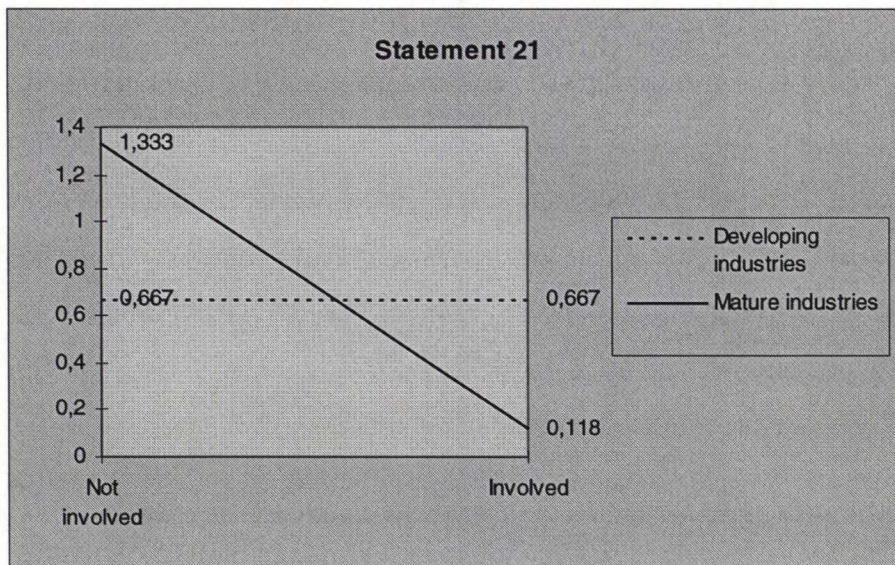 Statement 21
1,4
1,2
1
0,8
0,6
0,4
0,2
0
1,333
0,667
0,667
0,118
Not
involved
Involved
Developing
industries
Mature industries